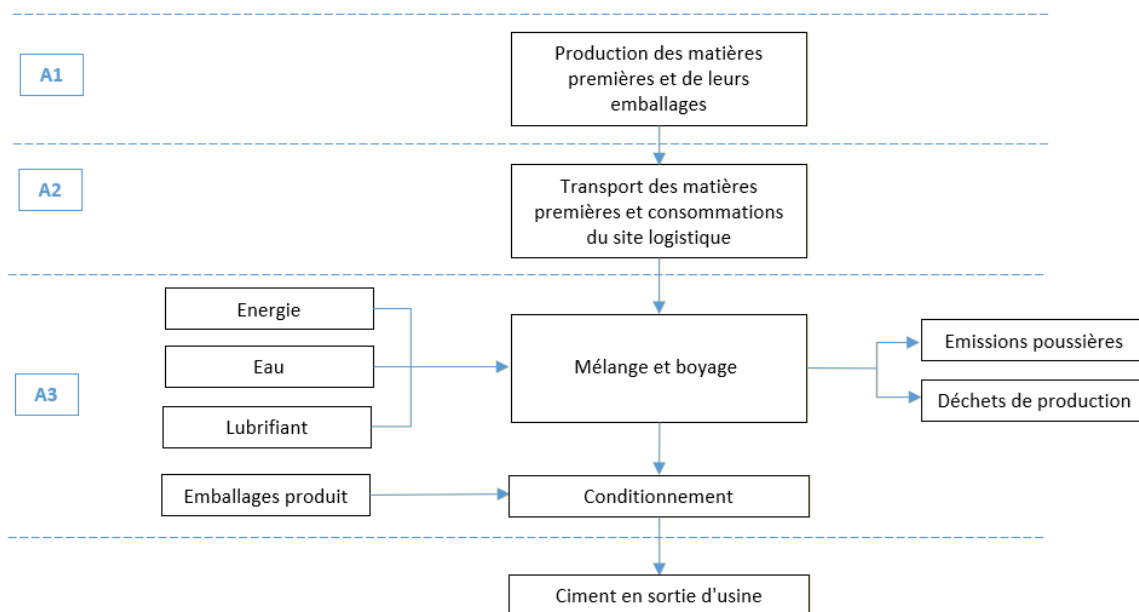 A1
Production des matières
premières et de leurs
emballages
A2
Transport des matières
premières et consommations
du site logistique
A3
Energie
Eau
Lubrifiant
Mélange et boyage
Emissions poussières
Déchets de production
Emballages produit
Conditionnement
Ciment en sortie d'usine